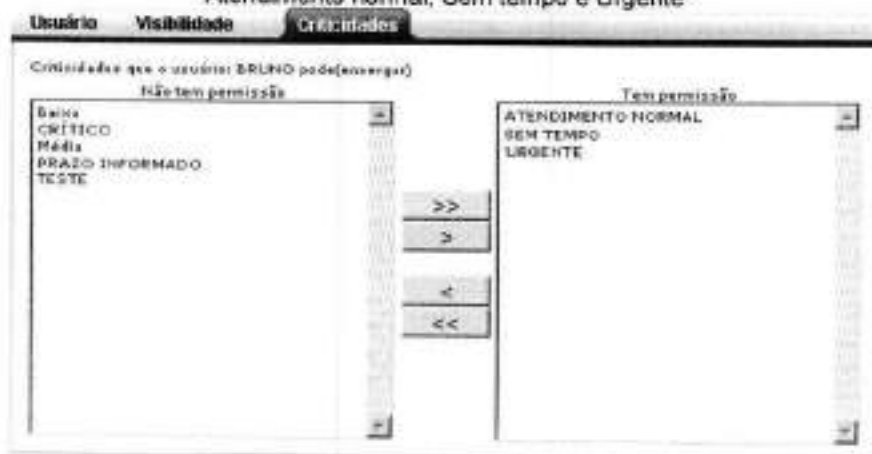 Atendimento normal, Sem tempo e Urgente
Usuário Visibilidade Criticidades
Criticidades que o usuário: BRUNO pode(enxergar)
Não tem permissão
Baixa
CRÍTICO
Média
PRAZO INFORMADO
TESTE
>>
>
<
<<
Tem permissão
ATENDIMENTO NORMAL
SEM TEMPO
URGENTE